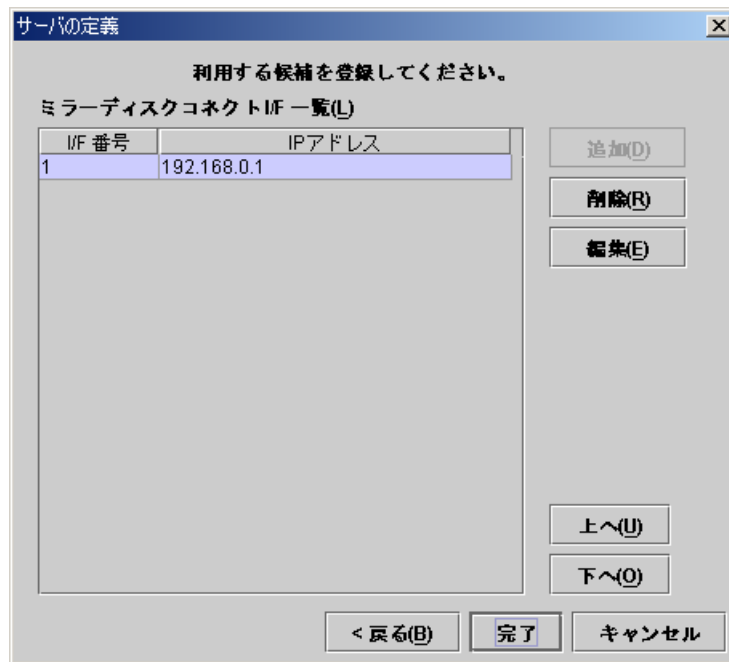 サーバの定義
利用する候補を登録してください。
ミラーディスクコネクトI/F 一覧(L)
I/F 番号 IPアドレス
1 192.168.0.1
追加(D)
削除(R)
編集(E)
上へ(U)
下へ(O)
< 戻る(B) 完了 キャンセル